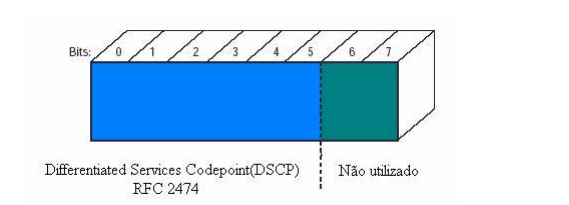 Bits: 0 1 2 3 4 5 6 7
Differentiated Services Codepoint(DSCP) Não utilizado
RFC 2474